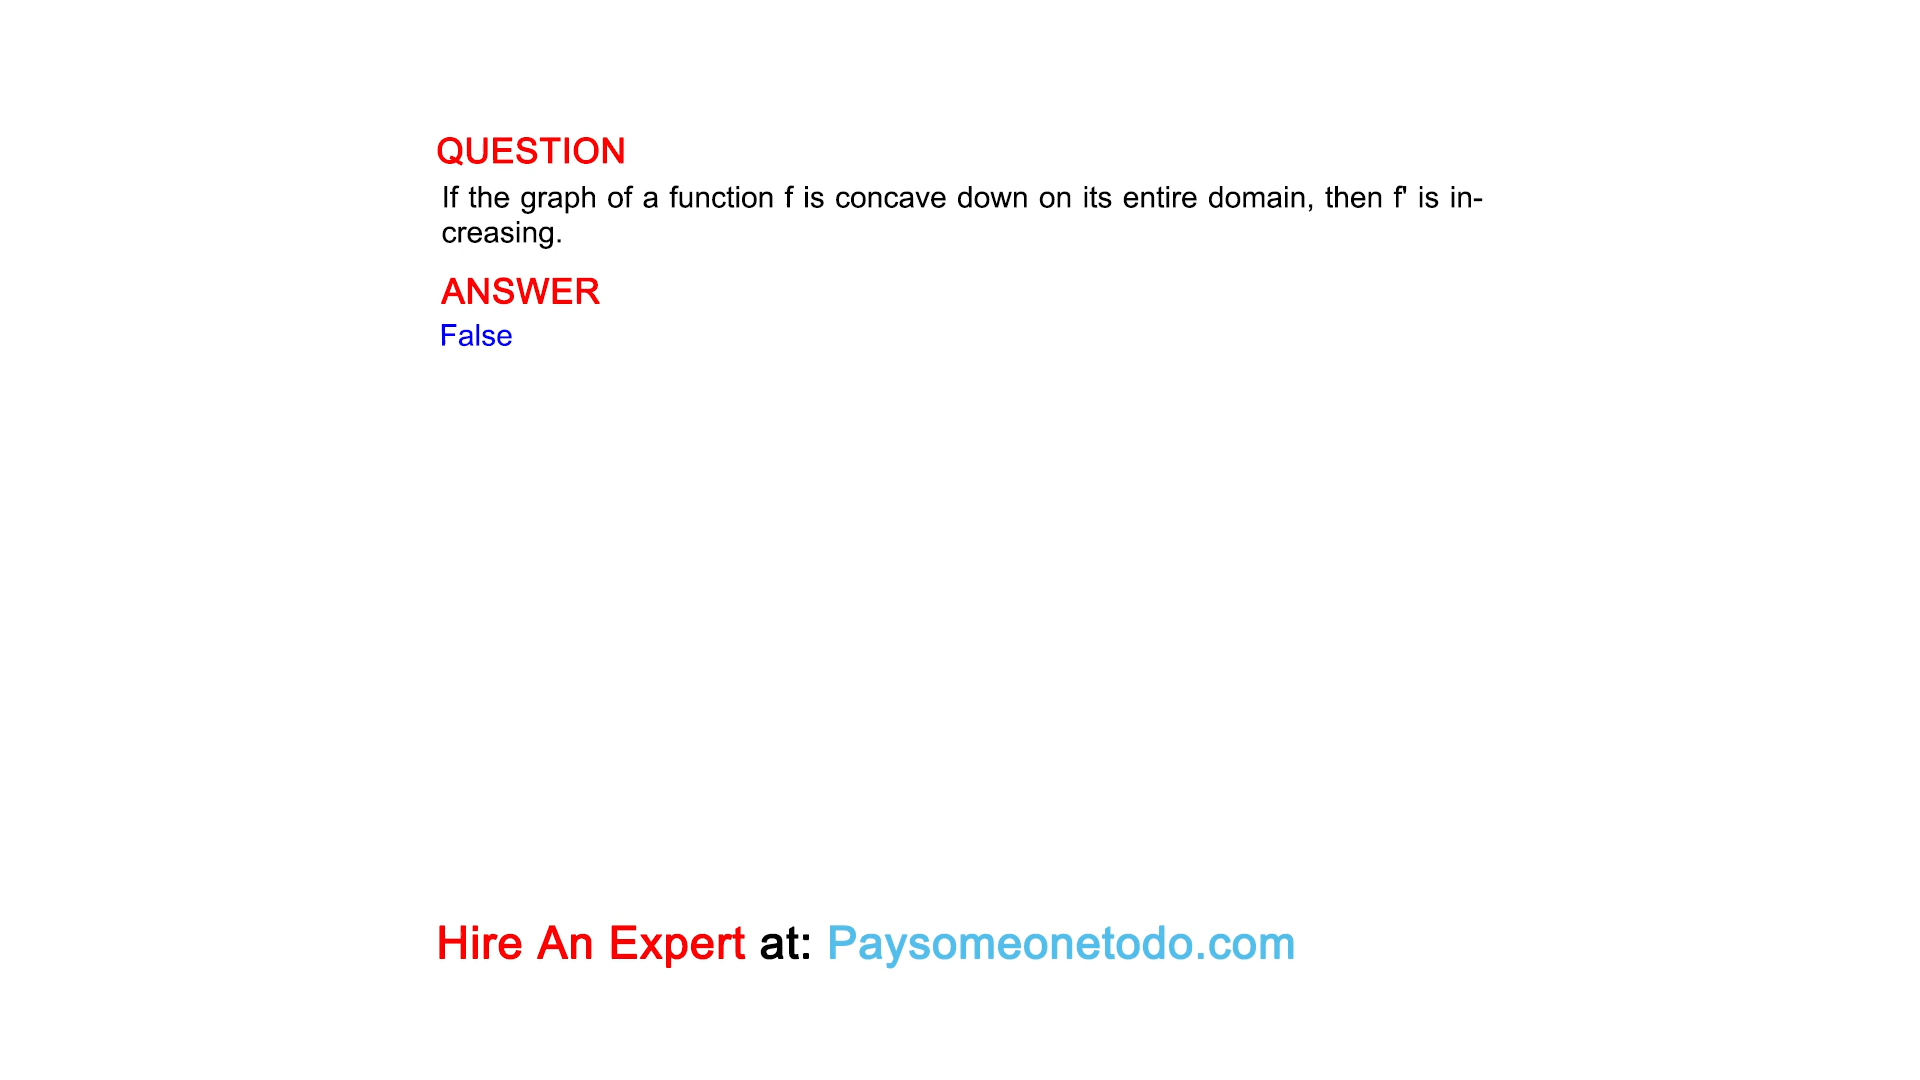 QUESTION
If the graph of a function f is concave down on its entire domain, then f' is in-
creasing.
ANSWER
False
Hire An Expert at: Paysomeonetodo.com